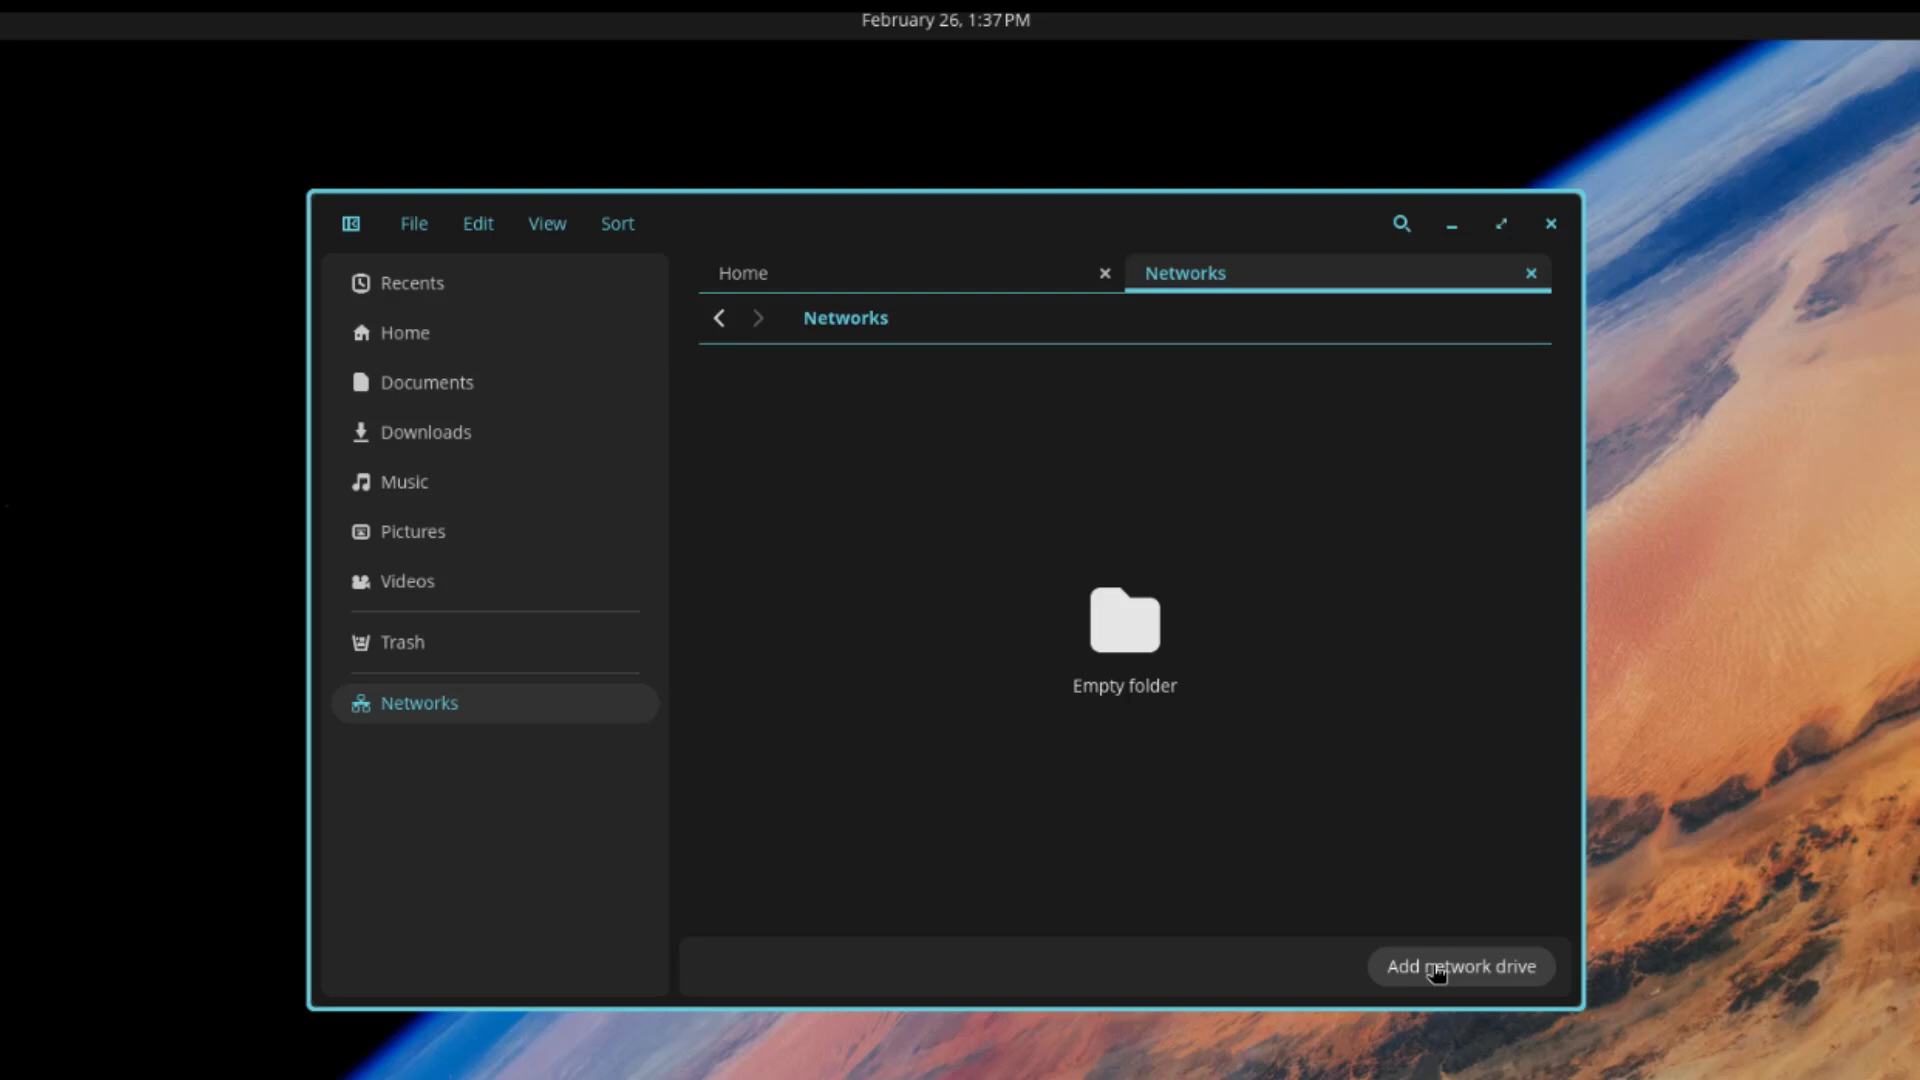 February 26, 1:37 PM
File Edit View Sort
Recents
Home
Documents
Downloads
Music
Pictures
Videos
Trash
Networks
Home Networks
Networks
Empty folder
Add network drive